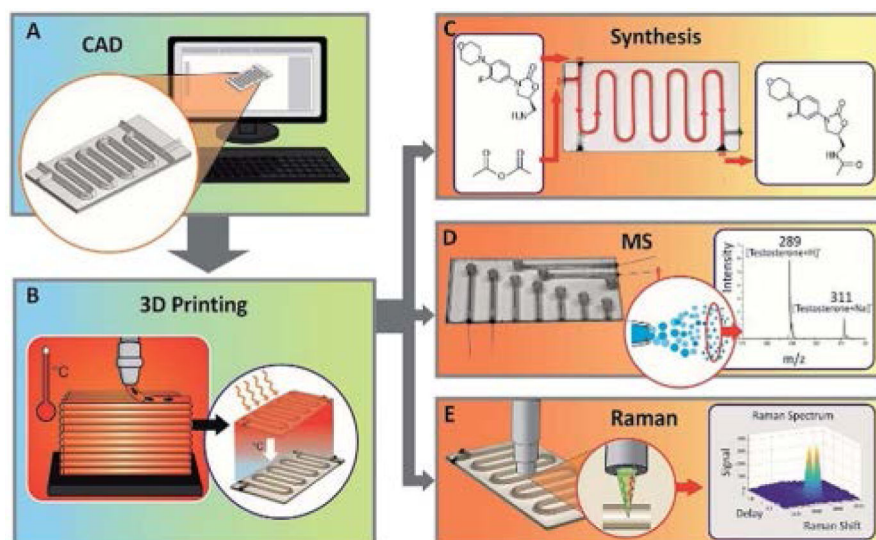 A
CAD
B
3D Printing
°C
°C
C
Synthesis
O
N
F
N
O
O
HN
O
O
O
O
N
F
N
O
O
HN
O
D
MS
289
[Testosterone+H]
311
[Testosterone+Na]
Intensity
m/z
E
Raman
Raman Spectrum
Signal
Delay
Raman Shift